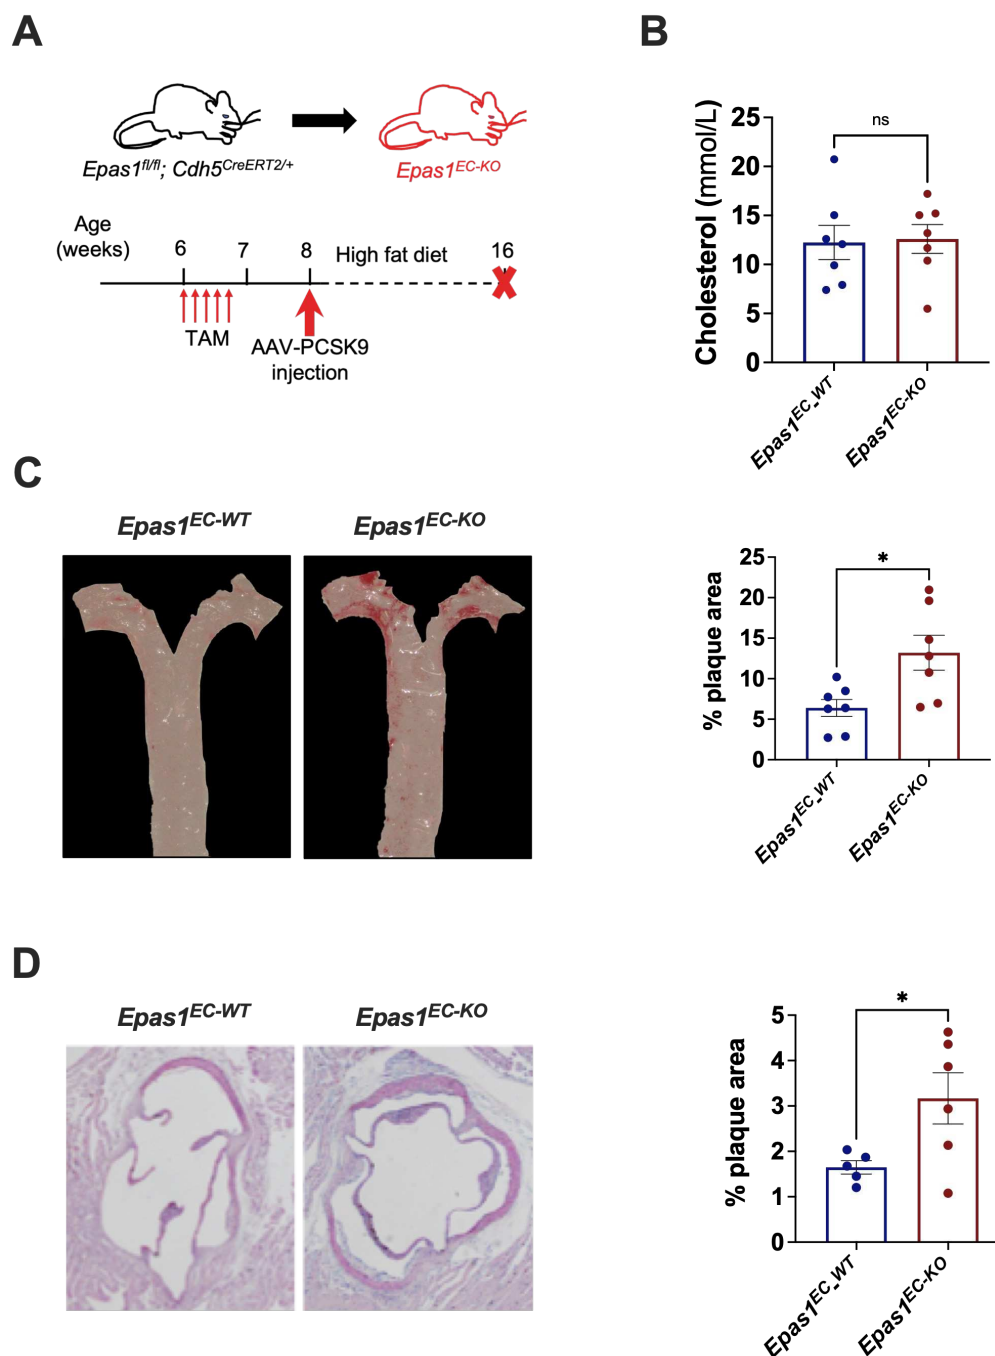 A
Epas1fl/fl; Cdh5CreERT2/+
Epas1EC-KO
Age
(weeks)
6
7
8
High fat diet
16
TAM
AAV-PCSK9
injection
B
Cholesterol (mmol/L)
25
20
15
10
5
0
ns
Epas1EC_WT
Epas1EC-KO
C
Epas1EC-WT
Epas1EC-KO
% plaque area
25
20
15
10
5
0
*
Epas1EC_WT
Epas1EC-KO
D
Epas1EC-WT
Epas1EC-KO
% plaque area
5
4
3
2
1
0
*
Epas1EC_WT
Epas1EC-KO